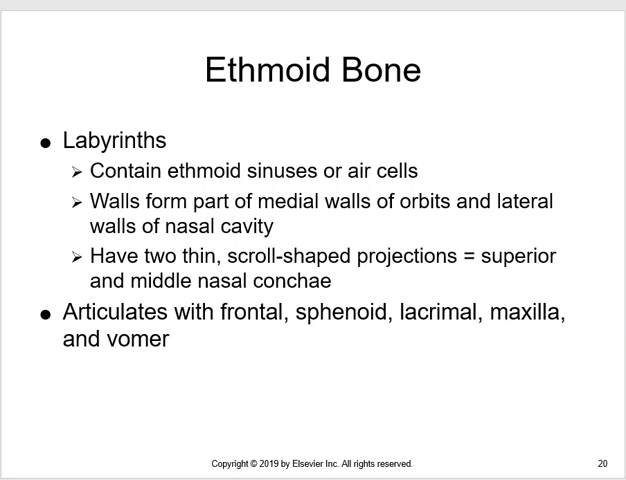 Ethmoid Bone
● Labyrinths
➢ Contain ethmoid sinuses or air cells
➢ Walls form part of medial walls of orbits and lateral
walls of nasal cavity
➢ Have two thin, scroll-shaped projections = superior
and middle nasal conchae
● Articulates with frontal, sphenoid, lacrimal, maxilla,
and vomer
Copyright © 2019 by Elsevier Inc. All rights reserved.
20